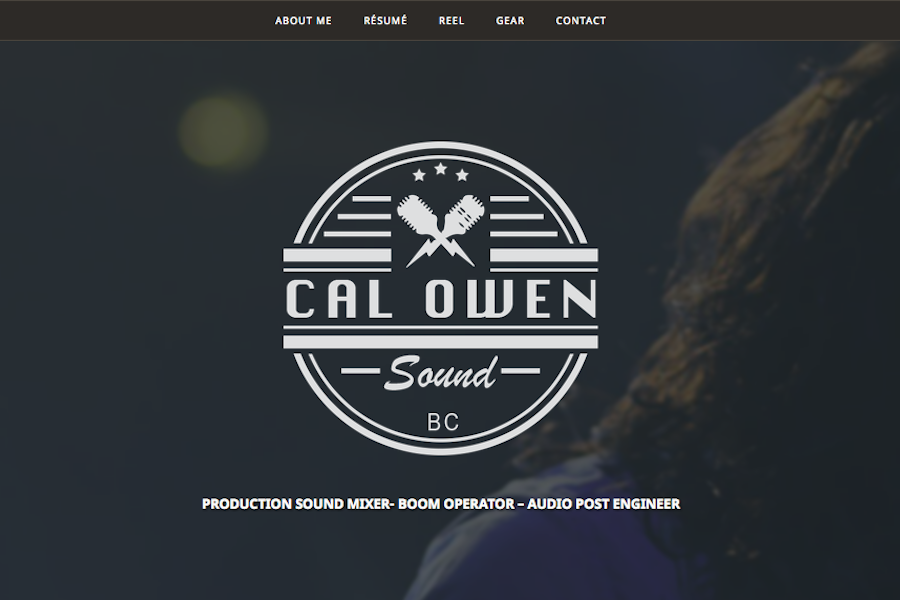 ABOUT ME RÉSUMÉ REEL GEAR CONTACT
CAL OWEN
Sound
BC
PRODUCTION SOUND MIXER- BOOM OPERATOR – AUDIO POST ENGINEER